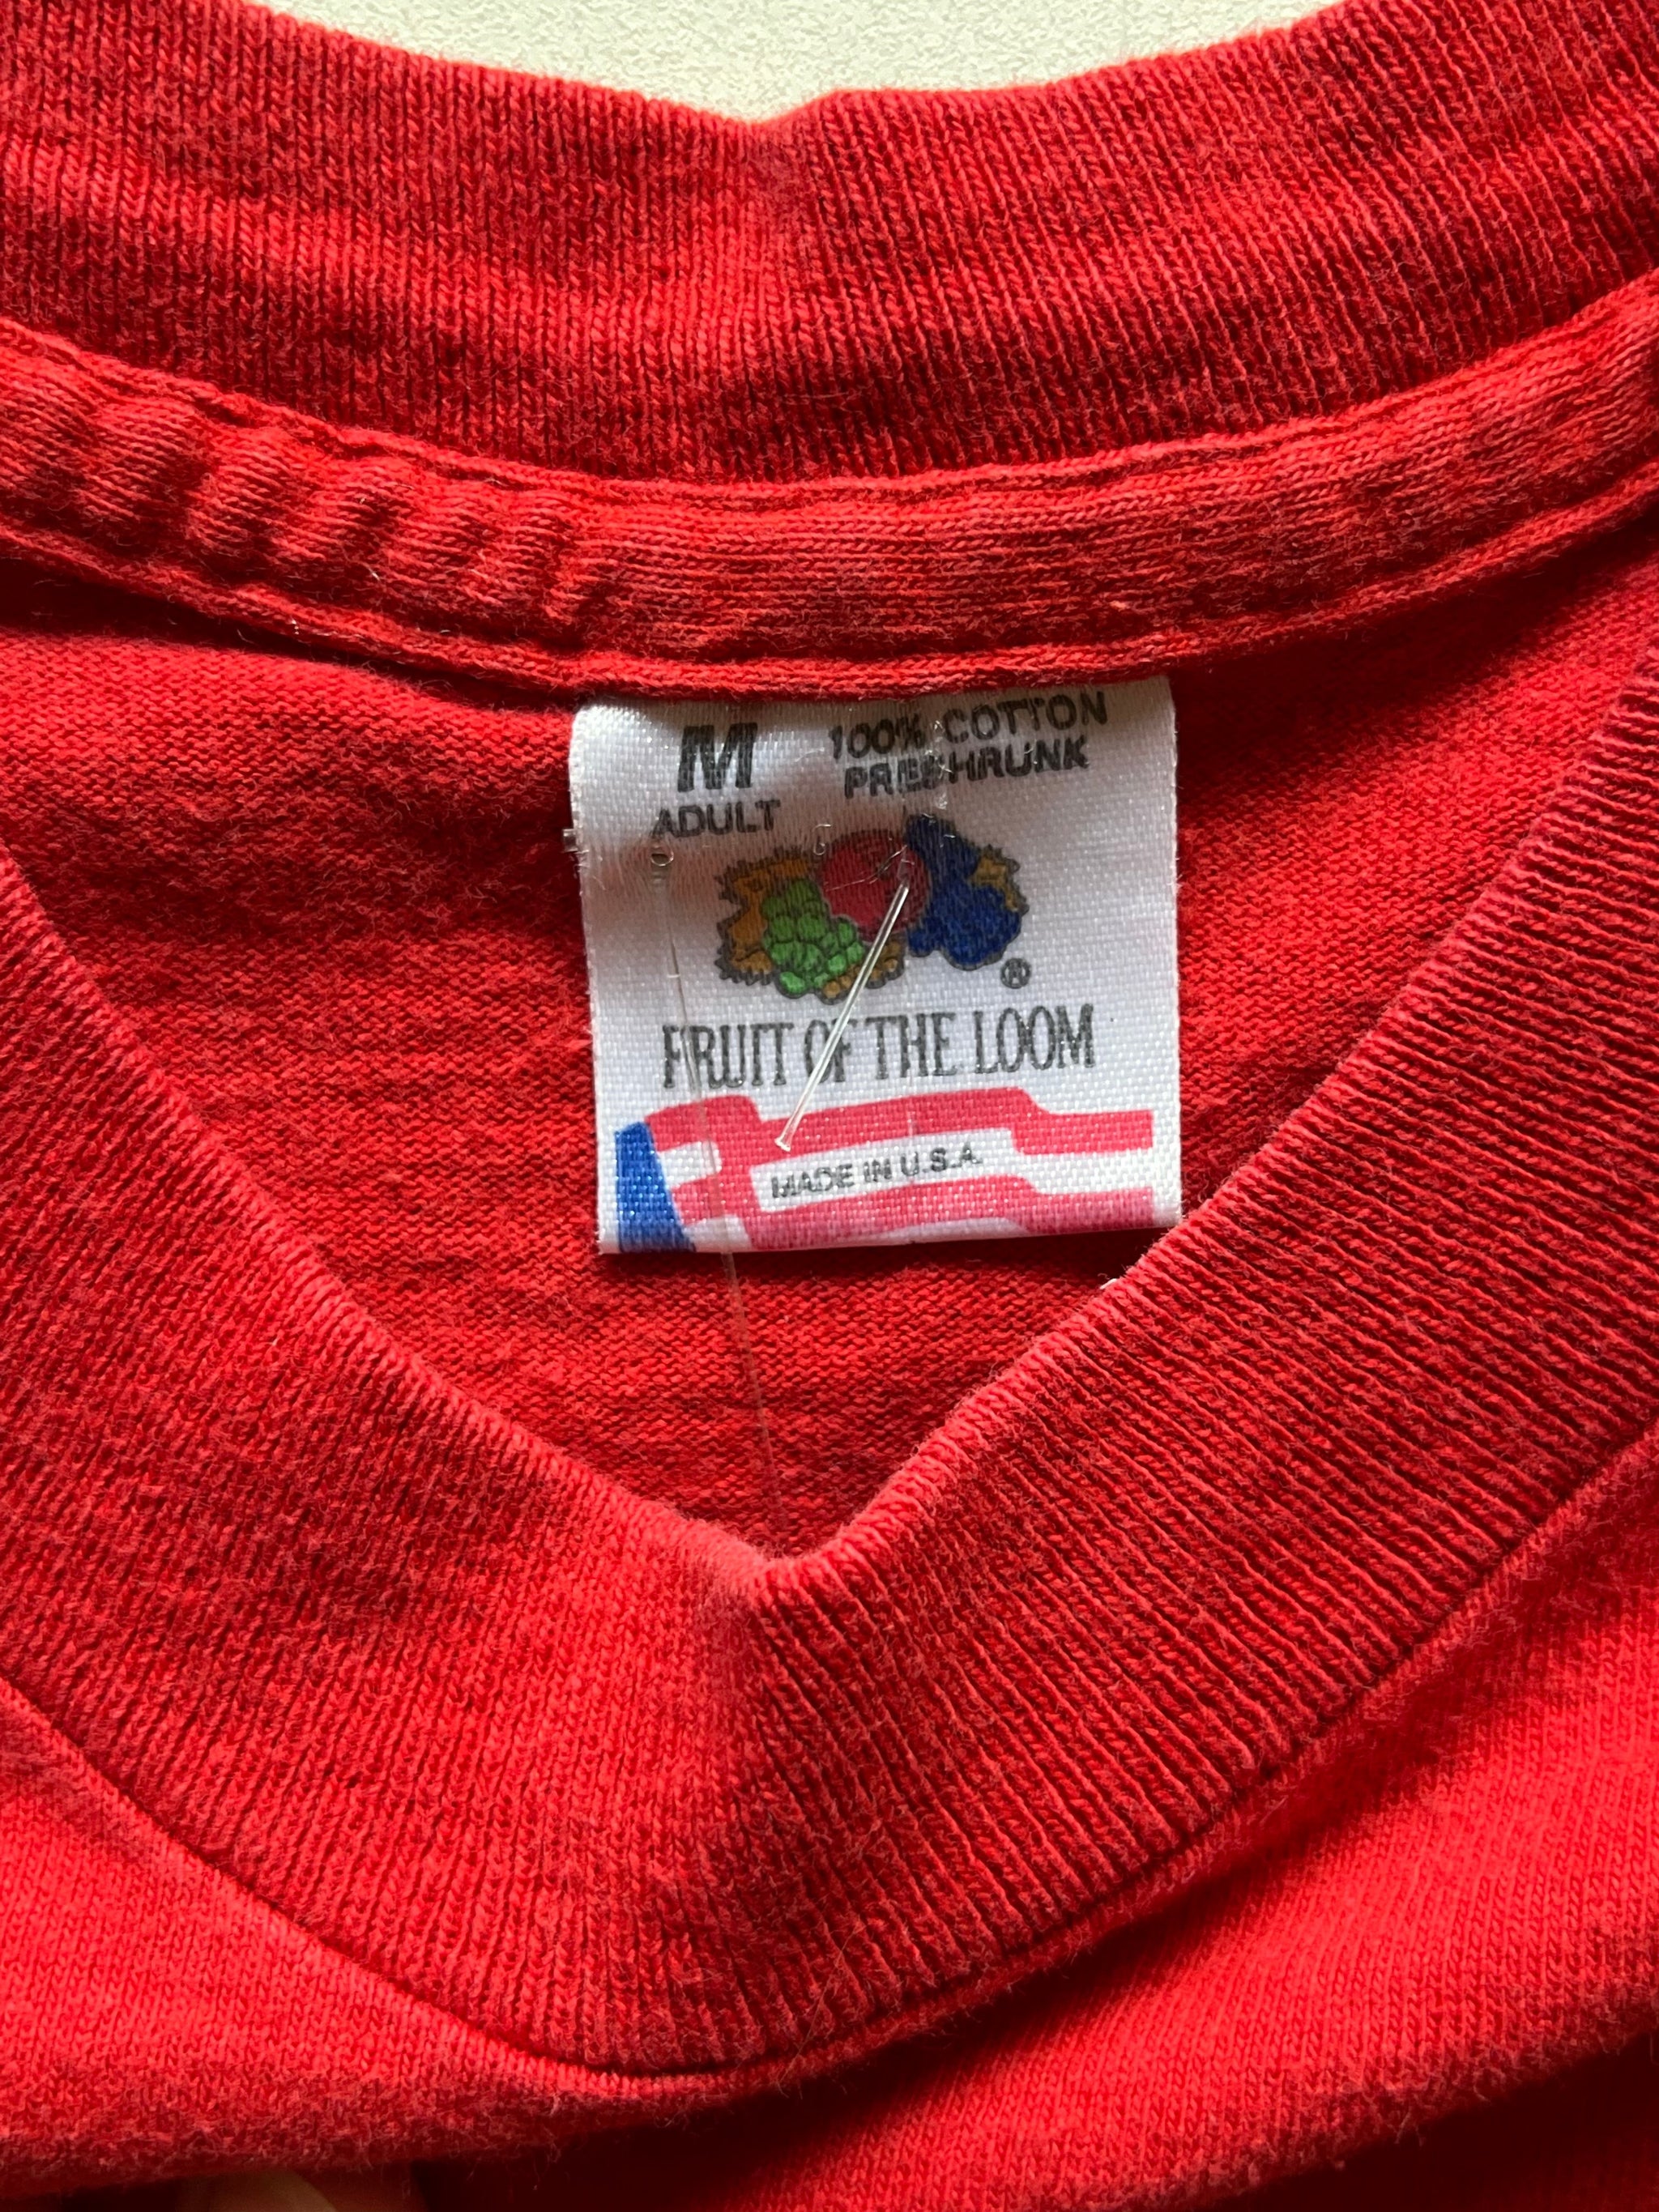 M 100% COTTON
ADULT PRESHRUNK
®
FRUIT OF THE LOOM
MADE IN U.S.A.